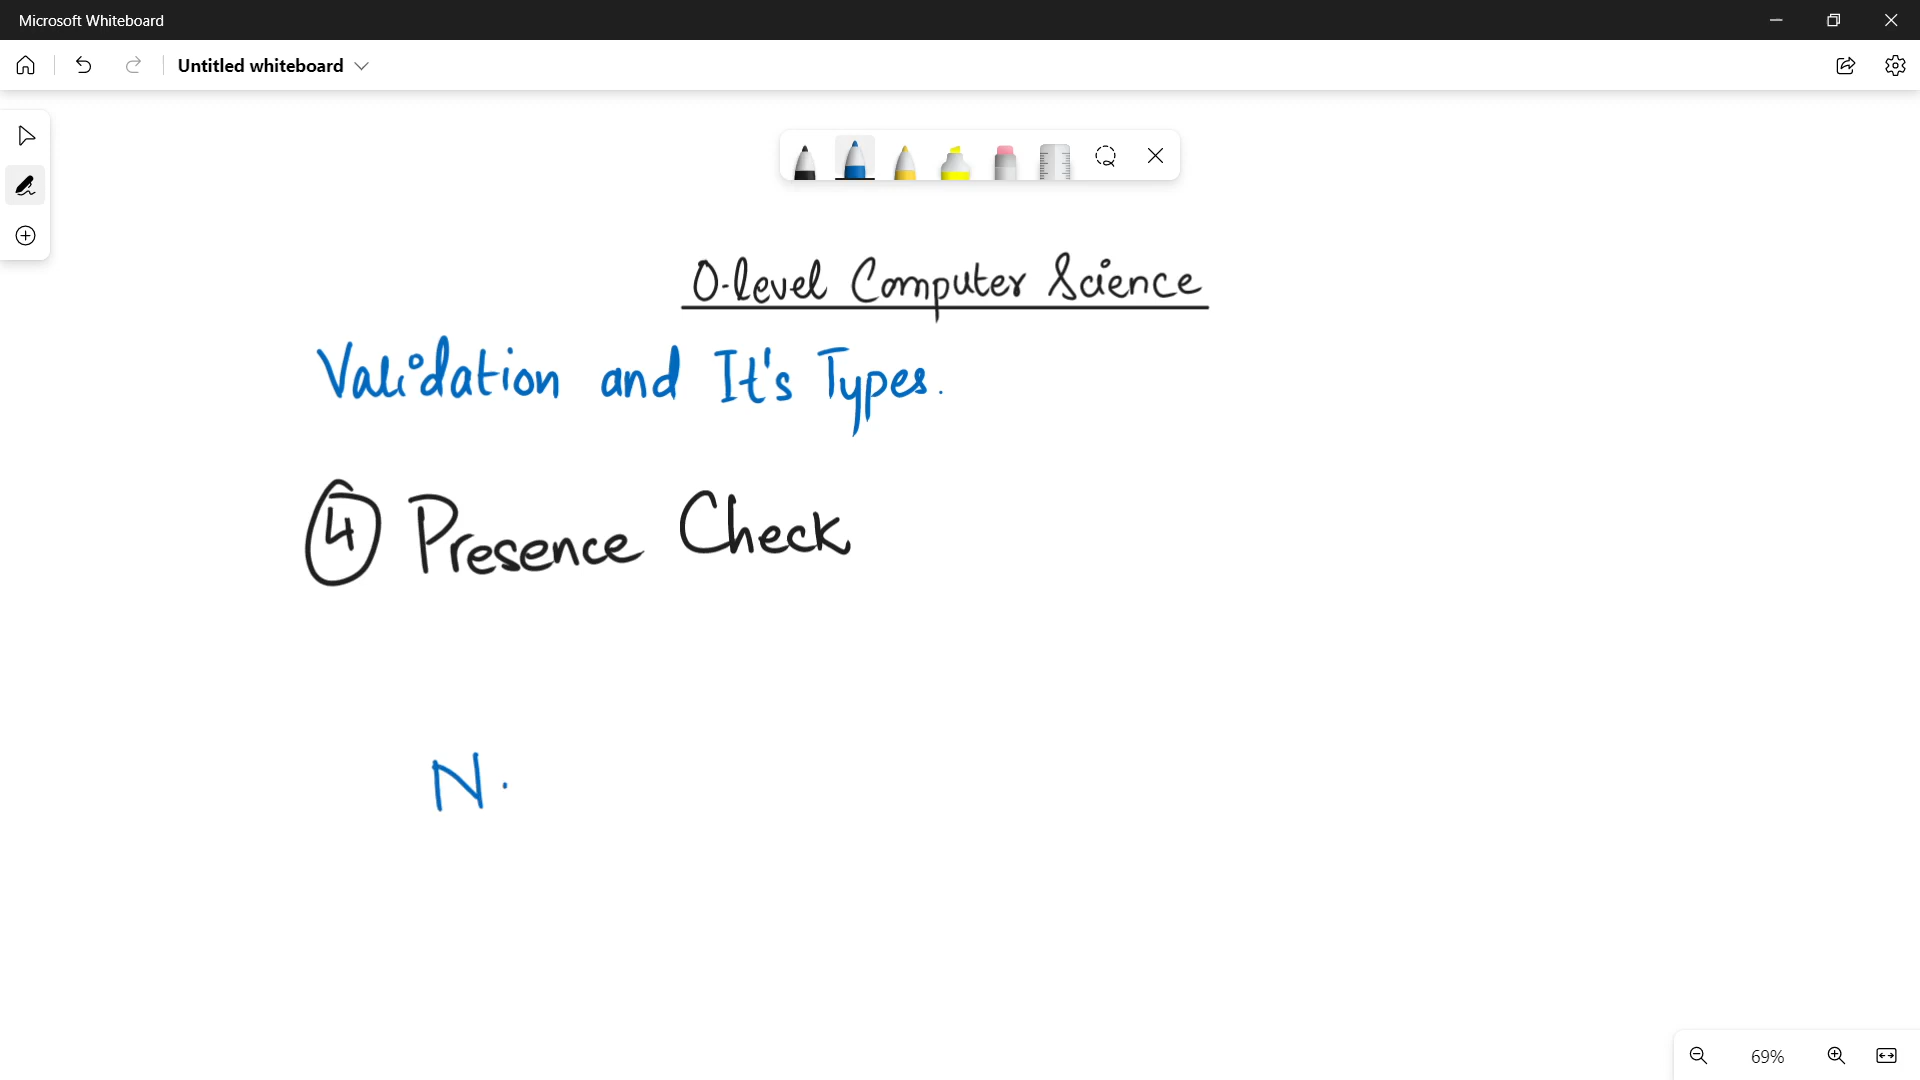 Microsoft Whiteboard
Untitled whiteboard
O-level Computer Science
Validation and It's Types.
4 Presence Check
N.
69%